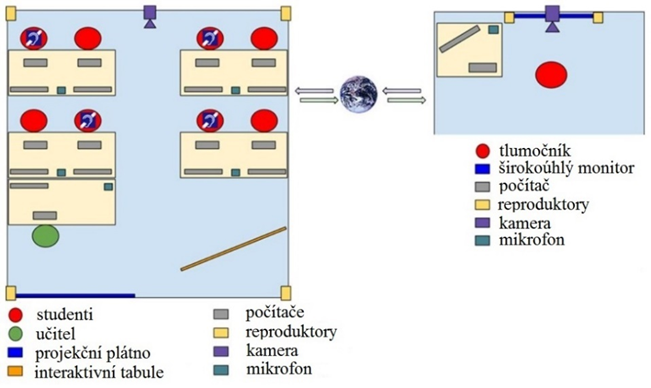 tlumočník
širokoúhlý monitor
počítač
reproduktory
kamera
mikrofon
studenti
učitel
projekční plátno
interaktivní tabule
počítače
reproduktory
kamera
mikrofon